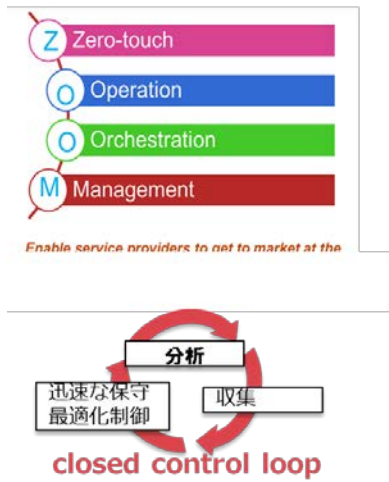 Z Zero-touch
O Operation
O Orchestration
M Management
Enable service providers to get to market at the
分析
迅速な保守
最適化制御
収集
closed control loop